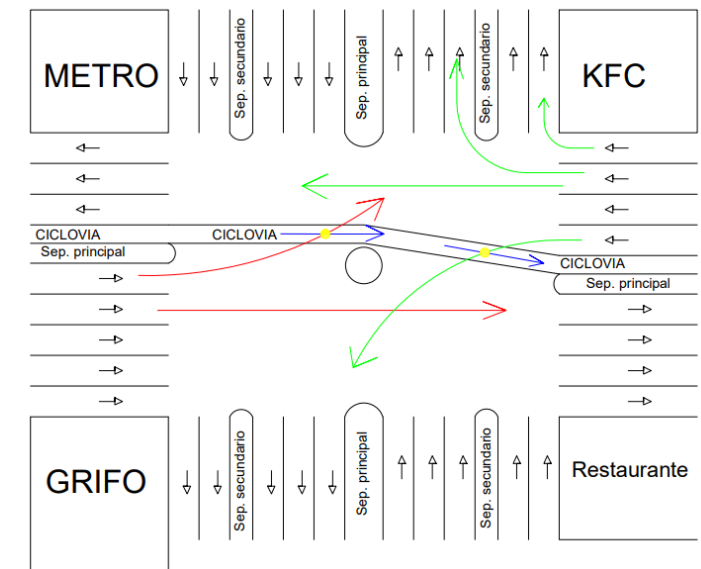 METRO
Sep. secundario
Sep. principal
Sep. secundario
KFC
CICLOVIA
CICLOVIA
Sep. principal
CICLOVIA
Sep. principal
GRIFO
Sep. secundario
Sep. principal
Sep. secundario
Restaurante